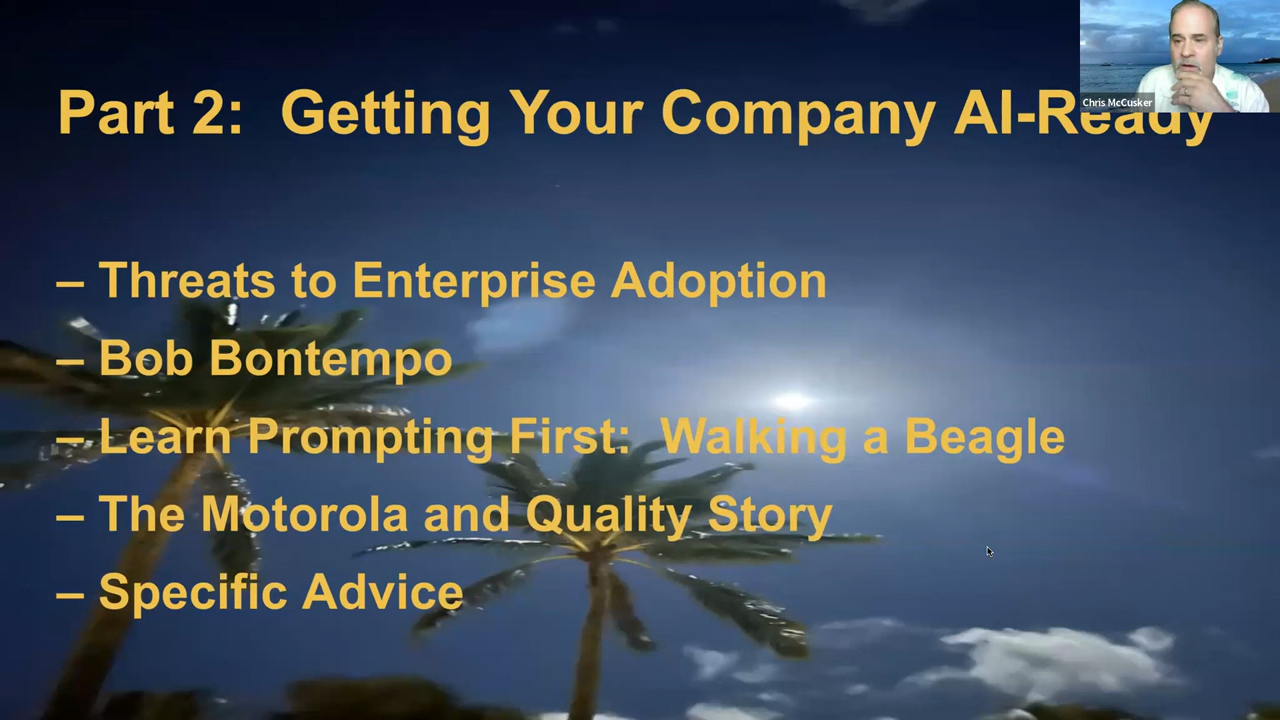 Part 2:  Getting Your Company AI-Ready
Chris McCusker
– Threats to Enterprise Adoption
– Bob Bontempo
– Learn Prompting First:  Walking a Beagle
– The Motorola and Quality Story
– Specific Advice